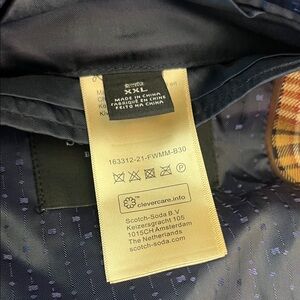 XXL
MADE IN CHINA
FABRIQUÉ EN CHINE
FEITO NA CHINA
163312-21-FWMM-B30
clevercare.info
Scotch-Soda B.V
Keizersgracht 105
1015CH Amsterdam
The Netherlands
scotch-soda.com